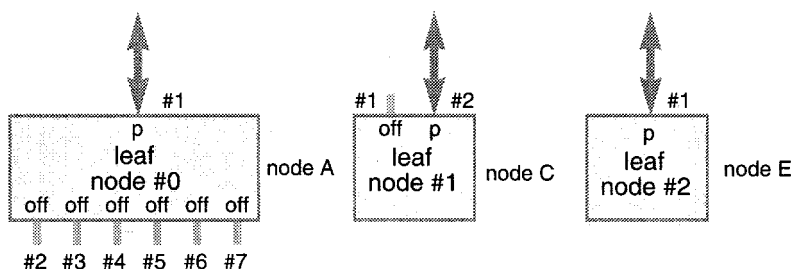 #1 #1 #2 #1
p off p p
leaf leaf leaf
node #0 node A node #1 node C node #2 node E
off off off off off off
#2 #3 #4 #5 #6 #7